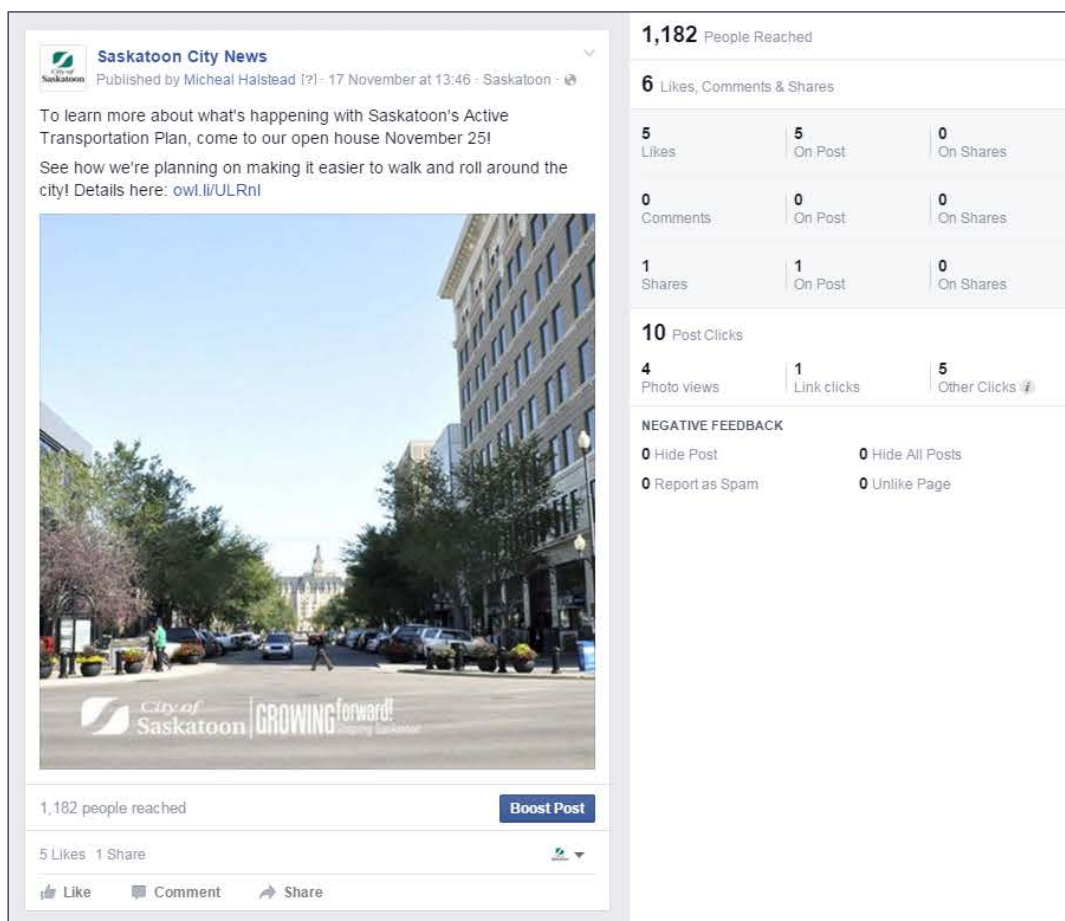 City of
Saskatoon
Saskatoon City News
Published by Micheal Halstead [?] · 17 November at 13:46 · Saskatoon ·
To learn more about what's happening with Saskatoon's Active
Transportation Plan, come to our open house November 25!
See how we're planning on making it easier to walk and roll around the
city! Details here: owl.li/ULRnI
City of
Saskatoon
GROWING forward!
Shaping Saskatoon
1,182 people reached
Boost Post
5 Likes 1 Share
Like Comment Share
1,182 People Reached
6 Likes, Comments & Shares
5 5 0
Likes On Post On Shares
0 0 0
Comments On Post On Shares
1 1 0
Shares On Post On Shares
10 Post Clicks
4 1 5
Photo views Link clicks Other Clicks i
NEGATIVE FEEDBACK
0 Hide Post 0 Hide All Posts
0 Report as Spam 0 Unlike Page